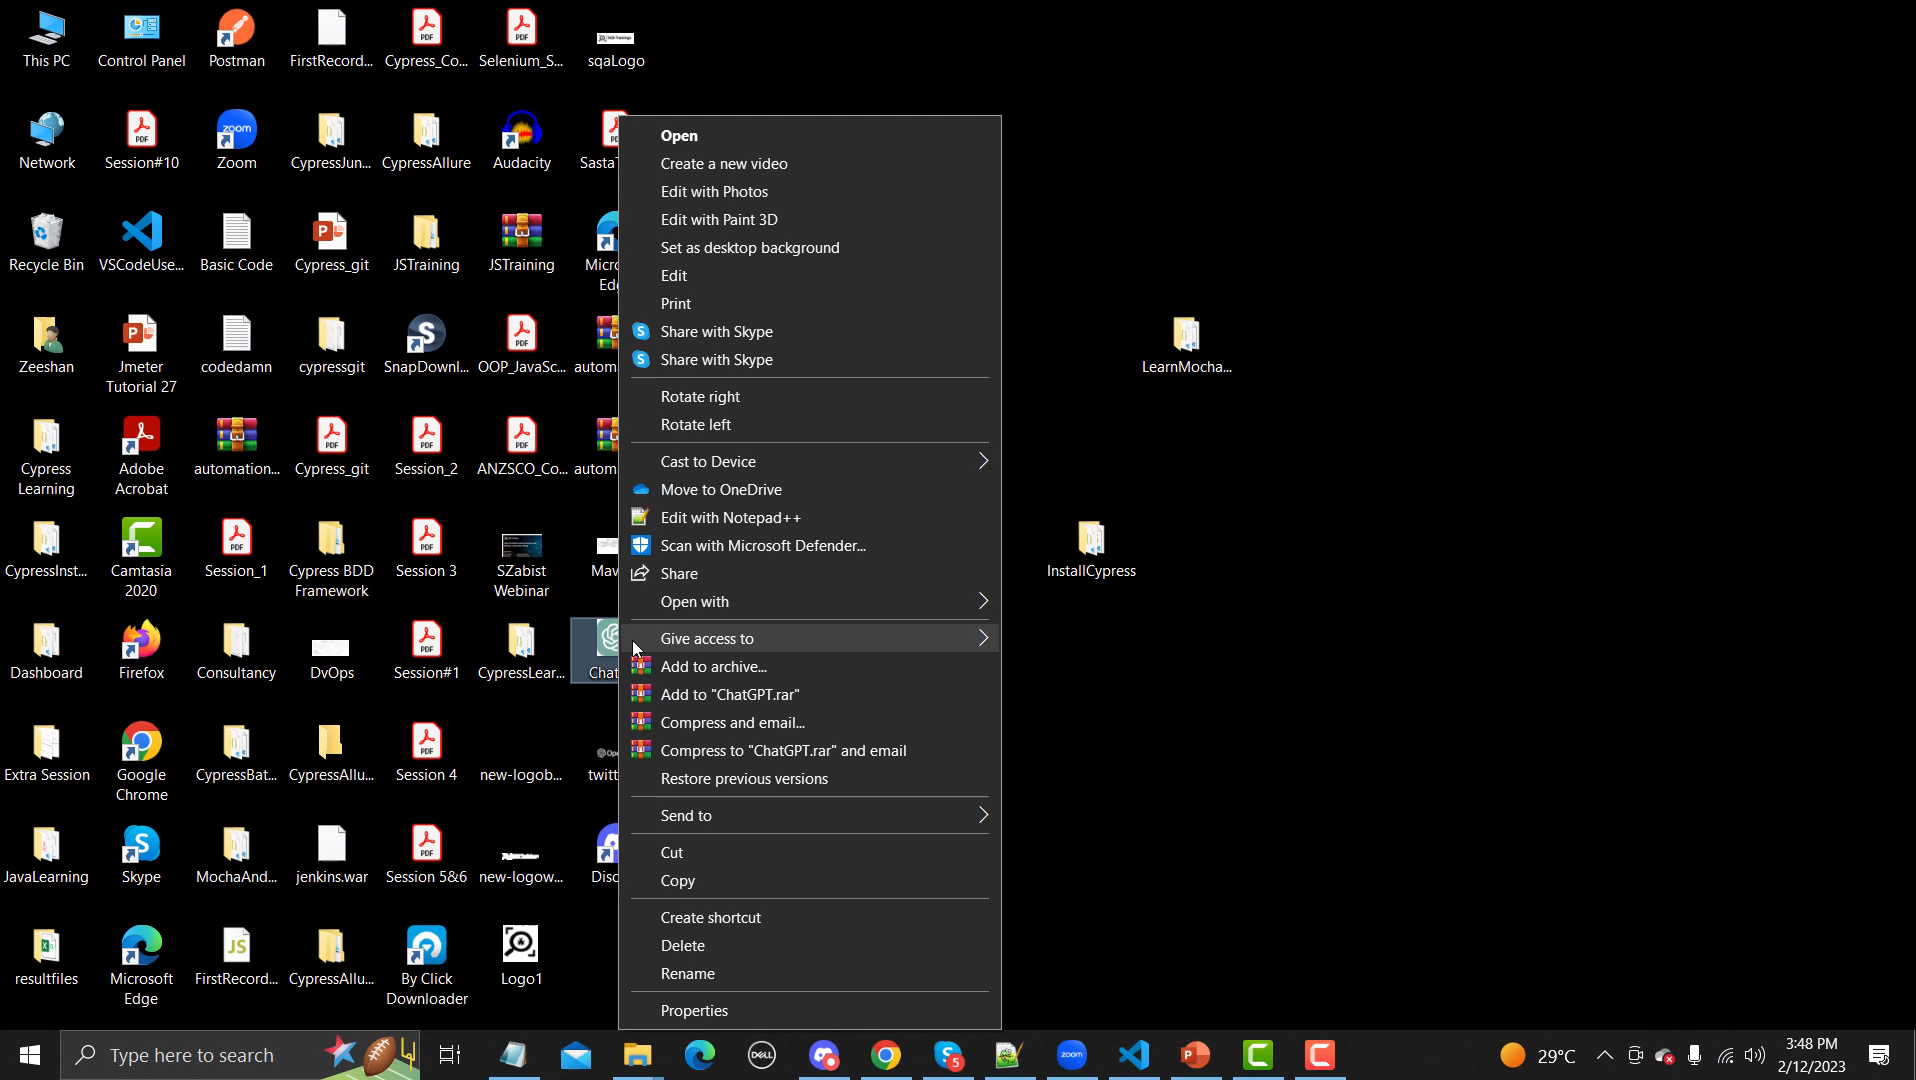 This PC
Control Panel
Postman
FirstRecord...
Cypress_Co...
Selenium_S...
sqaLogo
Network
Session#10
Zoom
CypressJun...
CypressAllure
Audacity
Recycle Bin
VSCodeUse...
Basic Code
Cypress_git
JSTraining
JSTraining
Zeeshan
Jmeter
Tutorial 27
codedamn
cypressgit
SnapDownl...
OOP_JavaSc...
Cypress
Learning
Adobe
Acrobat
automation...
Cypress_git
Session_2
ANZSCO_Co...
CypressInst...
Camtasia
2020
Session_1
Cypress BDD
Framework
Session 3
SZabist
Webinar
Dashboard
Firefox
Consultancy
DvOps
Session#1
CypressLear...
Extra Session
Google
Chrome
CypressBat...
CypressAllu...
Session 4
new-logob...
JavaLearning
Skype
MochaAnd...
jenkins.war
Session 5&6
new-logow...
resultfiles
Microsoft
Edge
FirstRecord...
CypressAllu...
By Click
Downloader
Logo1
Open
Create a new video
Edit with Photos
Edit with Paint 3D
Set as desktop background
Edit
Print
Share with Skype
Share with Skype
Rotate right
Rotate left
Cast to Device
Move to OneDrive
Edit with Notepad++
Scan with Microsoft Defender...
Share
Open with
Give access to
Add to archive...
Add to "ChatGPT.rar"
Compress and email...
Compress to "ChatGPT.rar" and email
Restore previous versions
Send to
Cut
Copy
Create shortcut
Delete
Rename
Properties
LearnMocha...
InstallCypress
Type here to search
29°C
3:48 PM
2/12/2023